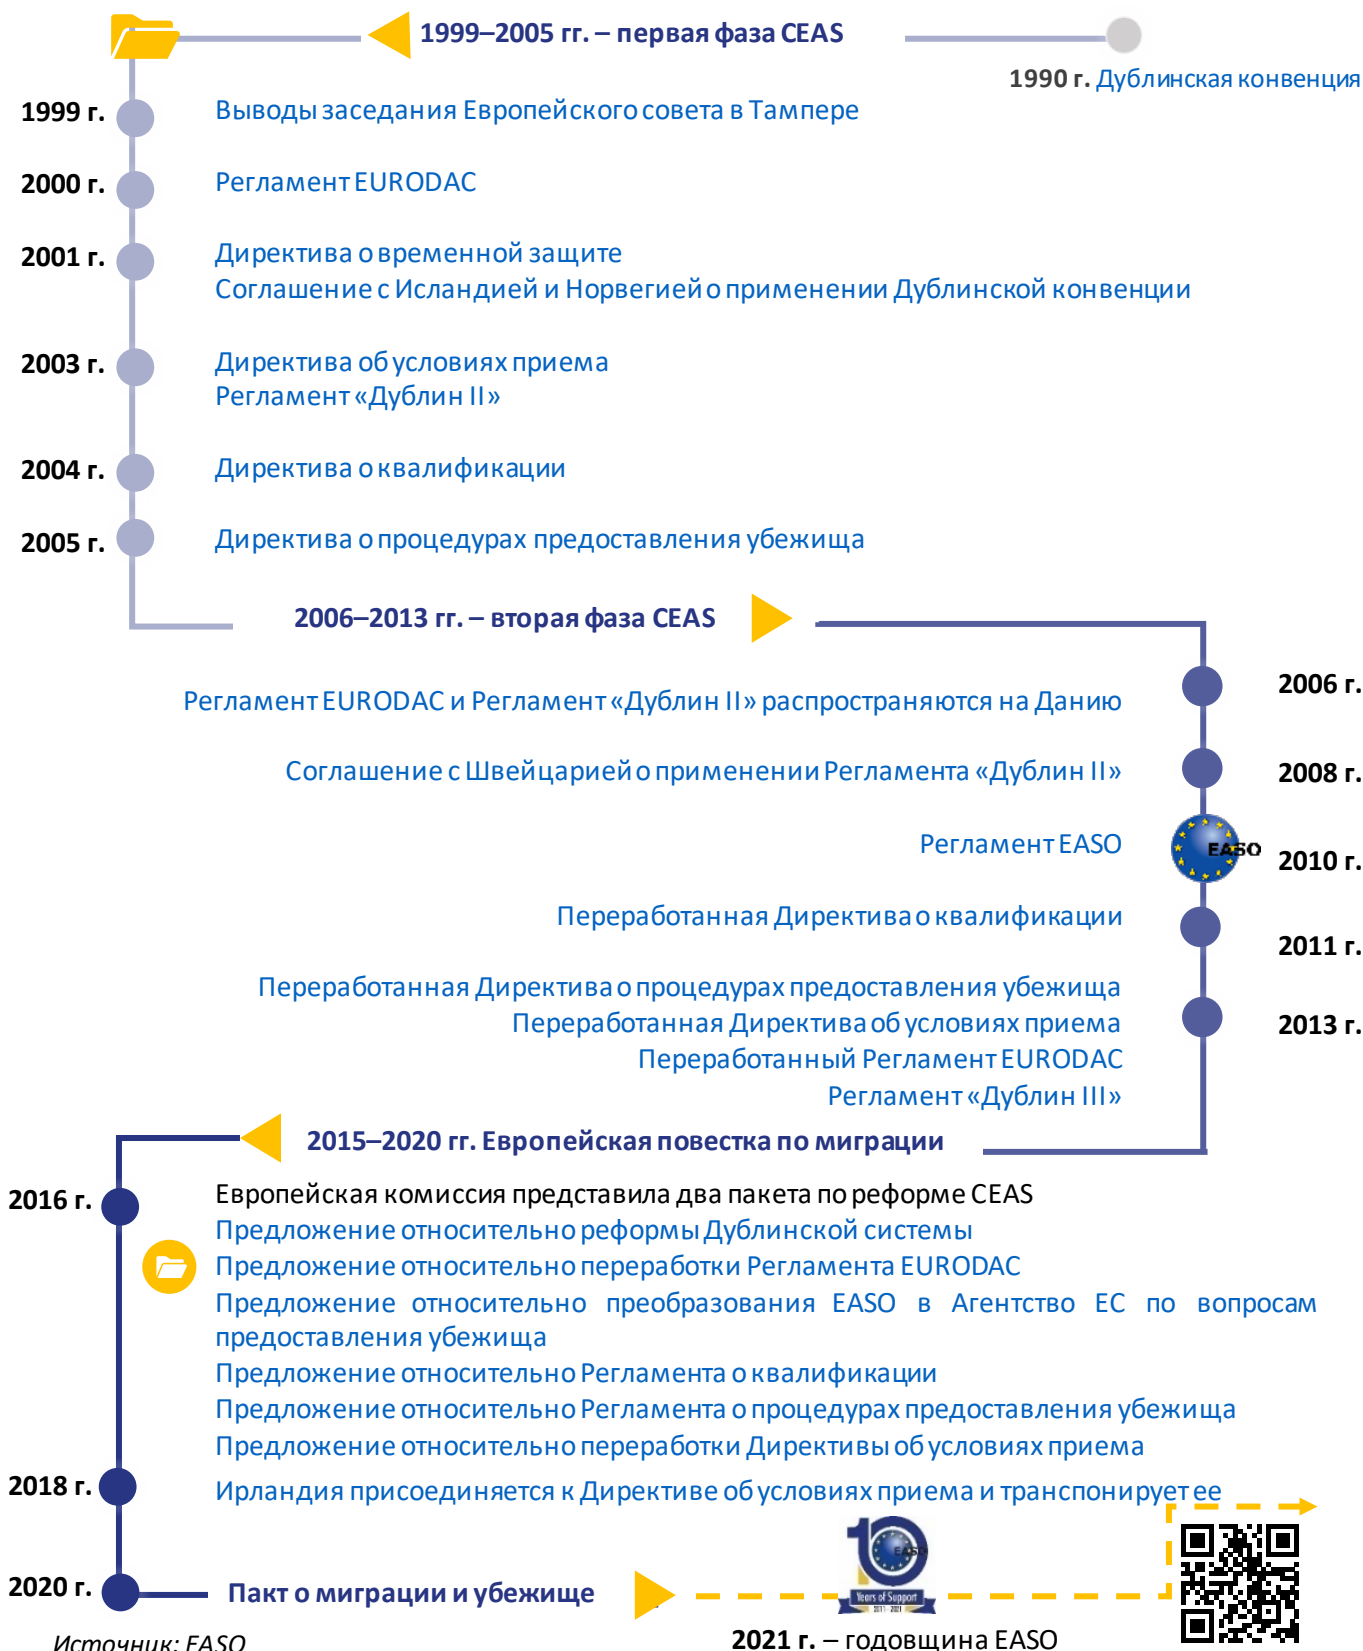 1999–2005 гг. – первая фаза CEAS
1990 г. Дублинская конвенция
1999 г. Выводы заседания Европейского совета в Тампере
2000 г. Регламент EURODAC
2001 г. Директива о временной защите
Соглашение с Исландией и Норвегией о применении Дублинской конвенции
2003 г. Директива об условиях приема
Регламент «Дублин II»
2004 г. Директива о квалификации
2005 г. Директива о процедурах предоставления убежища
2006–2013 гг. – вторая фаза CEAS
Регламент EURODAC и Регламент «Дублин II» распространяются на Данию 2006 г.
Соглашение с Швейцарией о применении Регламента «Дублин II» 2008 г.
Регламент EASO EASO 2010 г.
Переработанная Директива о квалификации 2011 г.
Переработанная Директива о процедурах предоставления убежища
Переработанная Директива об условиях приема 2013 г.
Переработанный Регламент EURODAC
Регламент «Дублин III»
2015–2020 гг. Европейская повестка по миграции
2016 г. Европейская комиссия представила два пакета по реформе CEAS
Предложение относительно реформы Дублинской системы
Предложение относительно переработки Регламента EURODAC
Предложение относительно преобразования EASO в Агентство ЕС по вопросам
предоставления убежища
Предложение относительно Регламента о квалификации
Предложение относительно Регламента о процедурах предоставления убежища
Предложение относительно переработки Директивы об условиях приема
2018 г. Ирландия присоединяется к Директиве об условиях приема и транспонирует ее
10 EASO
Years of Support
2011 - 2021
2020 г. Пакт о миграции и убежище
2021 г. – годовщина EASO
Источник: EASO